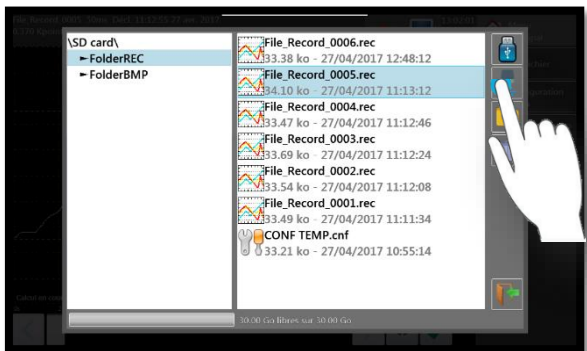 \SD card\
FolderREC
FolderBMP
File_Record_0006.rec
33.38 ko - 27/04/2017 12:48:12
File_Record_0005.rec
34.10 ko - 27/04/2017 11:13:12
File_Record_0004.rec
33.47 ko - 27/04/2017 11:12:46
File_Record_0003.rec
33.69 ko - 27/04/2017 11:12:24
File_Record_0002.rec
33.54 ko - 27/04/2017 11:12:08
File_Record_0001.rec
33.49 ko - 27/04/2017 11:11:34
CONF TEMP.cnf
33.21 ko - 27/04/2017 10:55:14
30.00 Go libres sur 30.00 Go